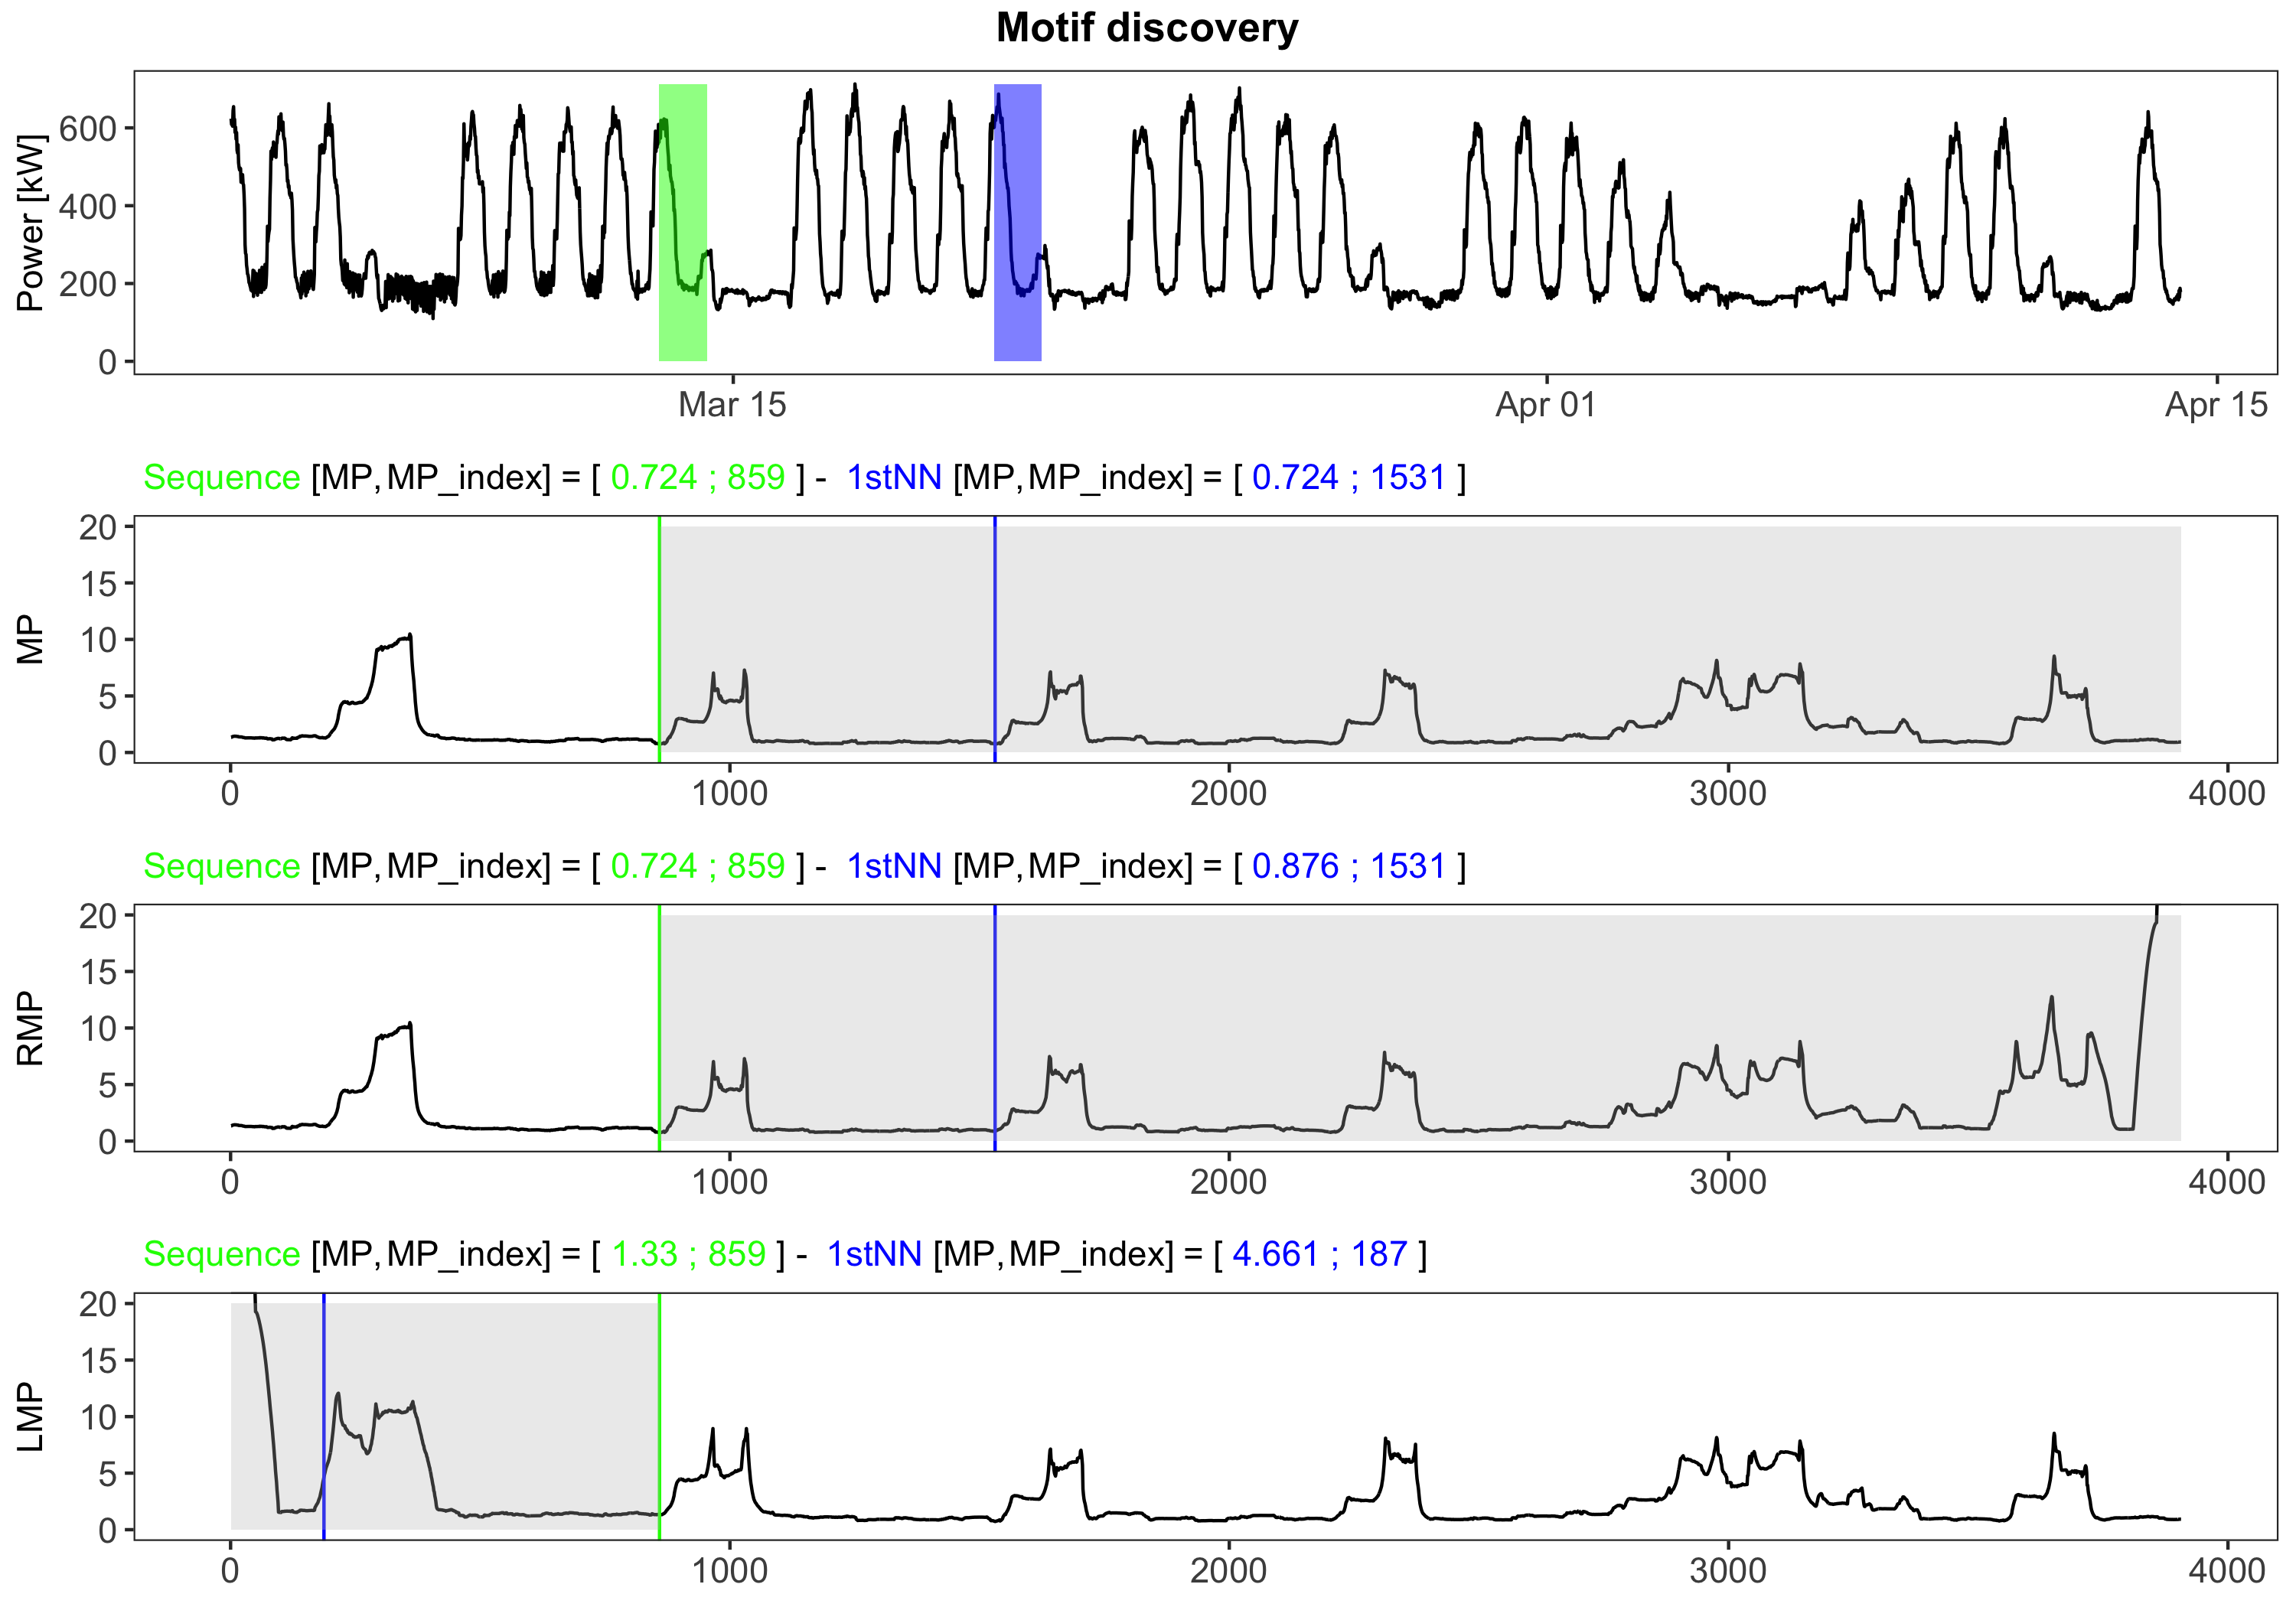 Motif discovery
Power [kW]
600
400
200
0
Mar 15 Apr 01 Apr 15
Sequence [MP, MP_index] = [ 0.724 ; 859 ] - 1stNN [MP, MP_index] = [ 0.724 ; 1531 ]
MP
20
15
10
5
0
0 1000 2000 3000 4000
Sequence [MP, MP_index] = [ 0.724 ; 859 ] - 1stNN [MP, MP_index] = [ 0.876 ; 1531 ]
RMP
20
15
10
5
0
0 1000 2000 3000 4000
Sequence [MP, MP_index] = [ 1.33 ; 859 ] - 1stNN [MP, MP_index] = [ 4.661 ; 187 ]
LMP
20
15
10
5
0
0 1000 2000 3000 4000